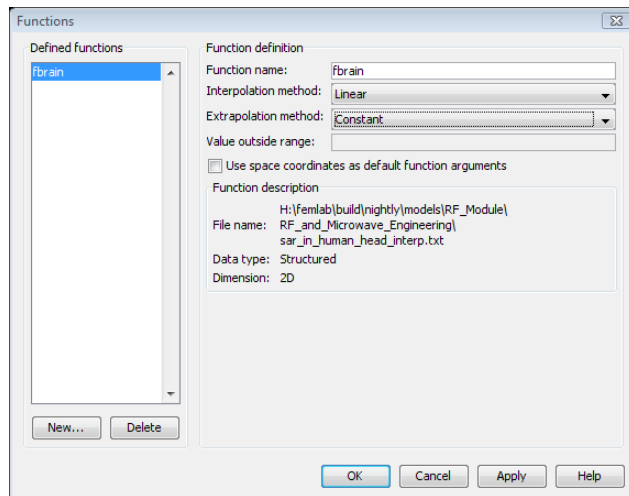 Functions
Defined functions
fbrain
New...
Delete
Function definition
Function name: fbrain
Interpolation method: Linear
Extrapolation method: Constant
Value outside range:
Use space coordinates as default function arguments
Function description
File name: H:\femlab\build\nightly\models\RF_Module\
RF_and_Microwave_Engineering\
sar_in_human_head_interp.txt
Data type: Structured
Dimension: 2D
OK
Cancel
Apply
Help